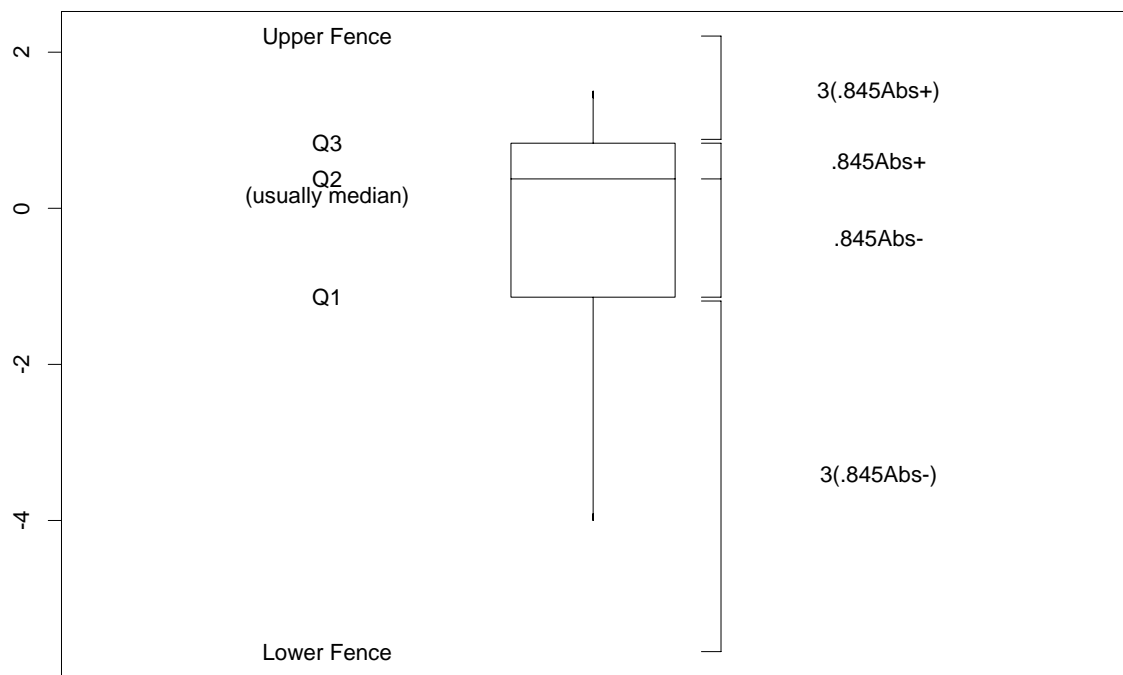 Upper Fence
2
3(.845Abs+)
Q3
.845Abs+
Q2
(usually median)
0
.845Abs-
Q1
-2
3(.845Abs-)
-4
Lower Fence